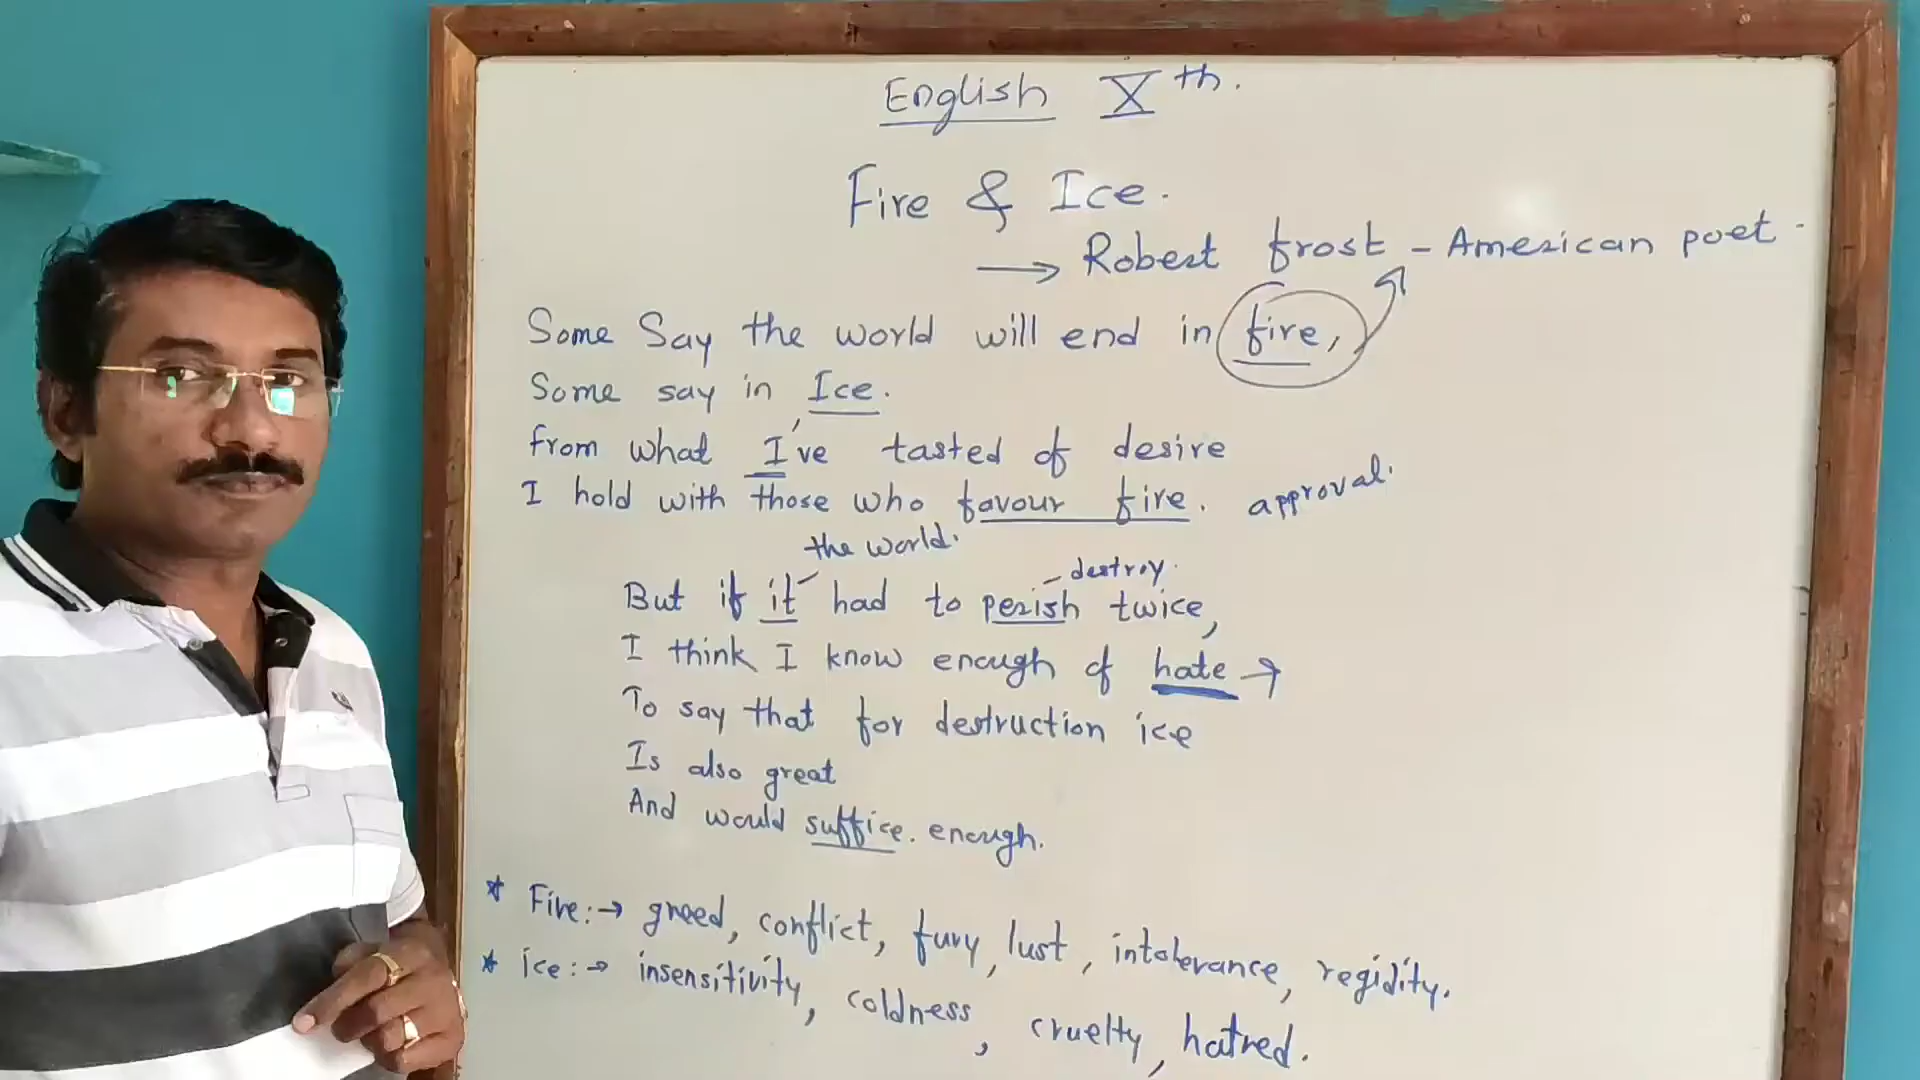 English Xth.
Fire & Ice.
→ Robert frost - American poet.
Some Say the world will end in fire,
Some say in Ice.
from what I've tasted of desire
I hold with those who favour fire. approval.
the world.
destroy.
But if it had to perish twice,
I think I know enough of hate →
To say that for destruction ice
Is also great
And would suffice. enough.
* Fire:→ greed, conflict, fury, lust, intolerance, regidity.
* ice:→ insensitivity, coldness, cruelty, hatred.